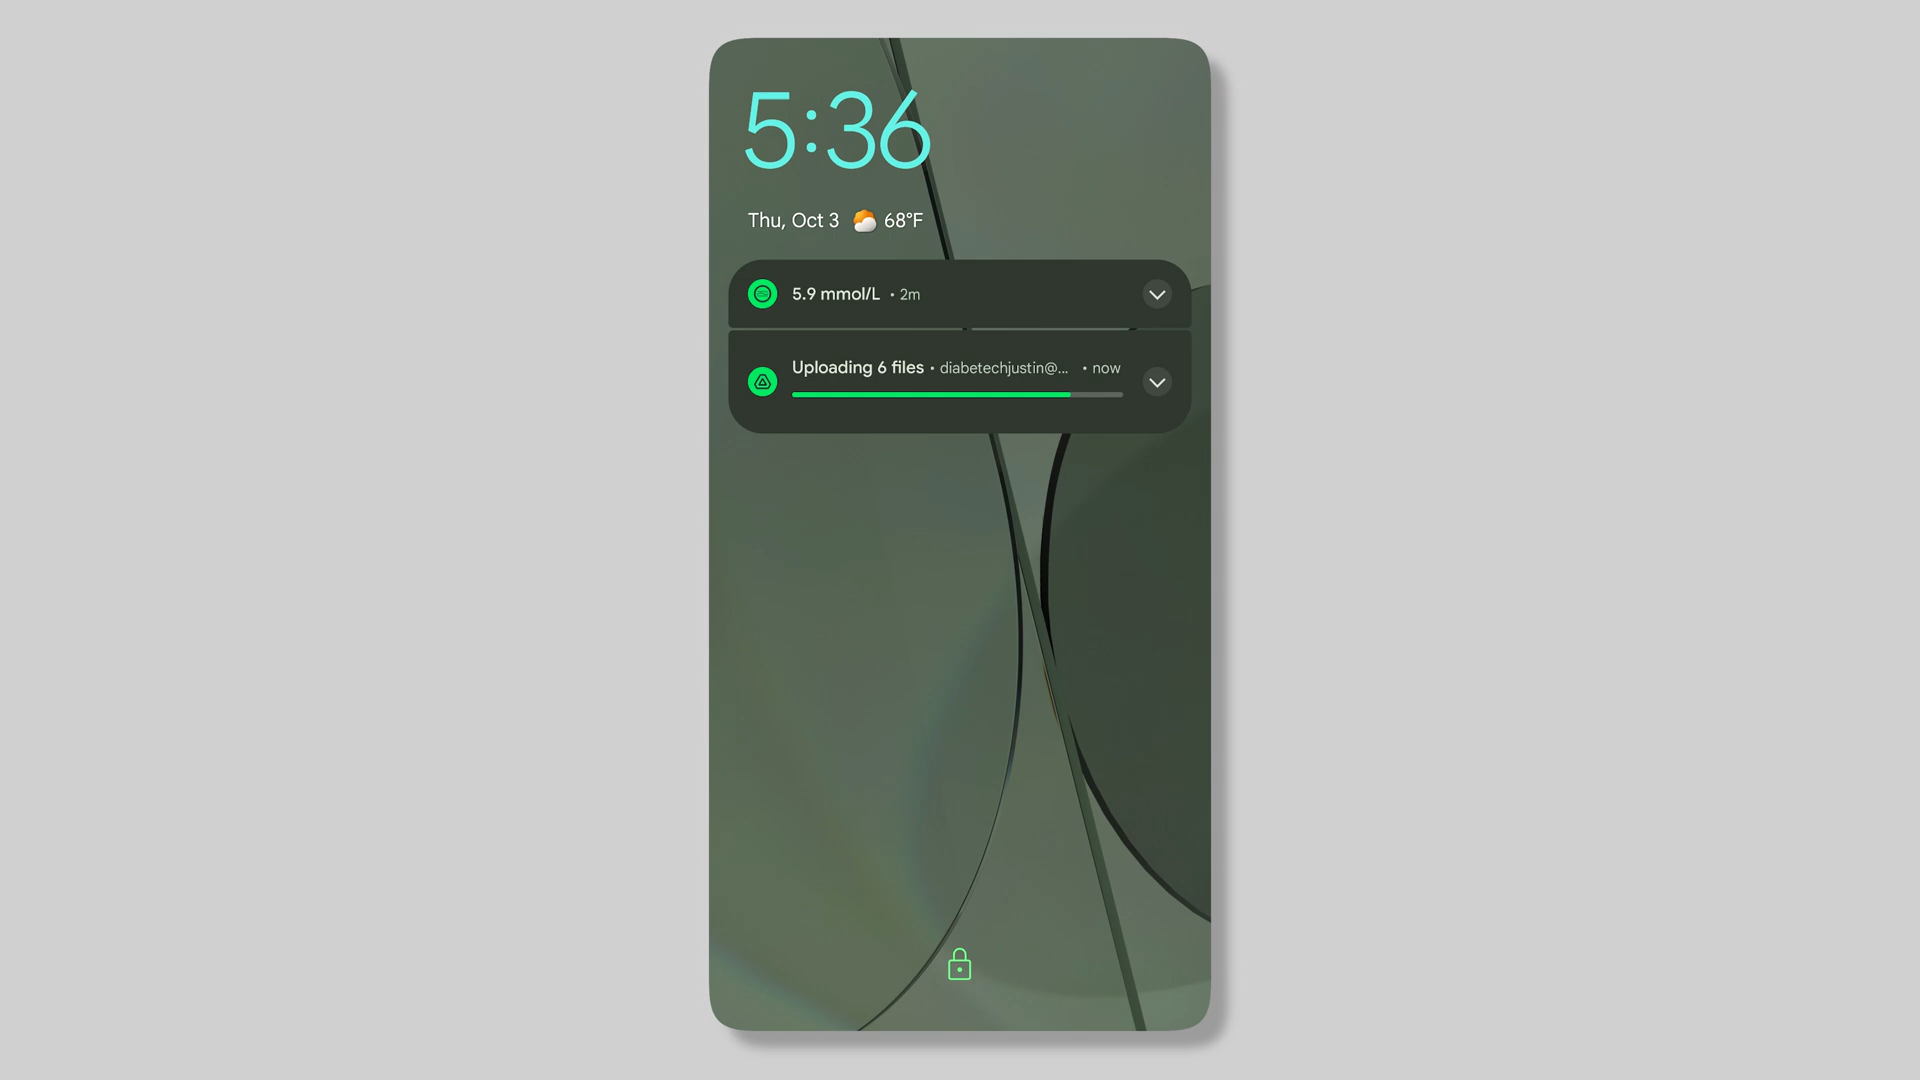 5:36
Thu, Oct 3 68°F
5.9 mmol/L • 2m
Uploading 6 files • diabetechjustin@... • now